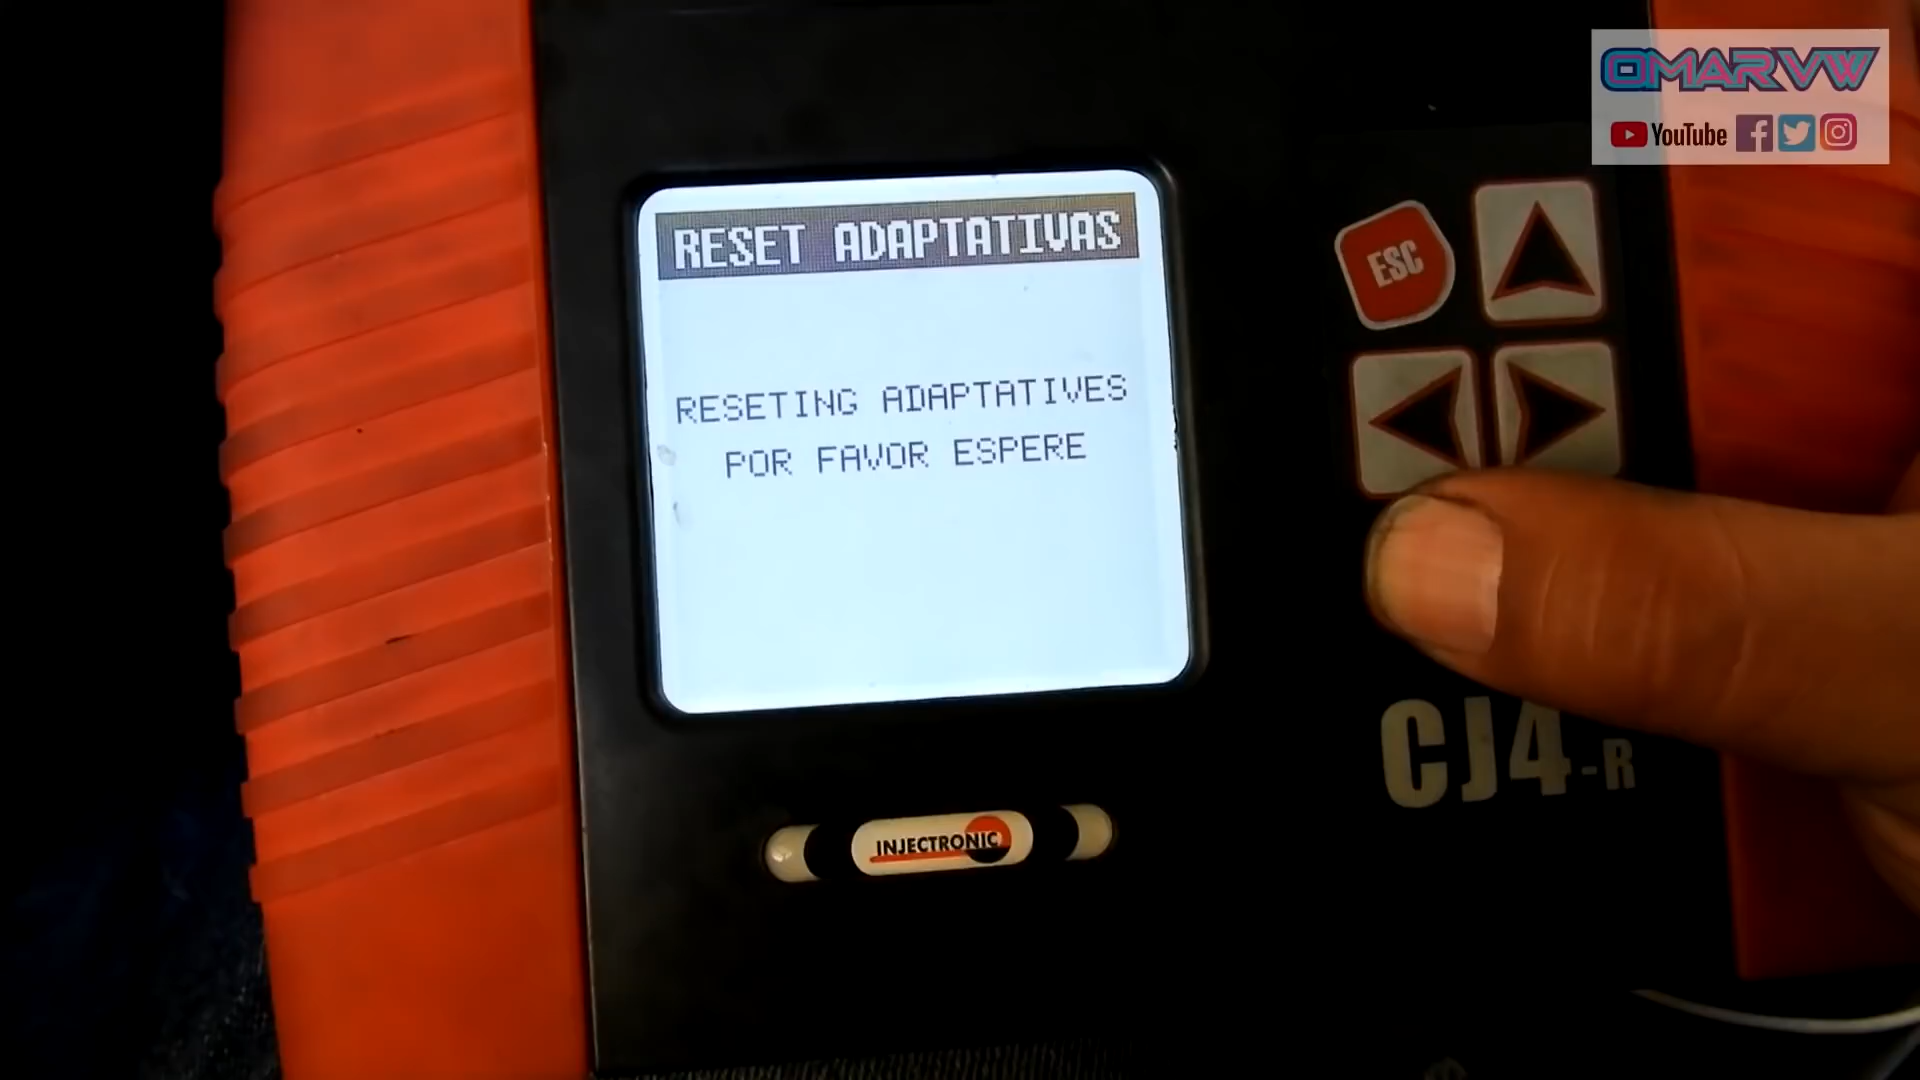 OMARVW
YouTube
RESET ADAPTATIVAS
RESETING ADAPTATIVES
POR FAVOR ESPERE
ESC
CJ4-R
INJECTRONIC